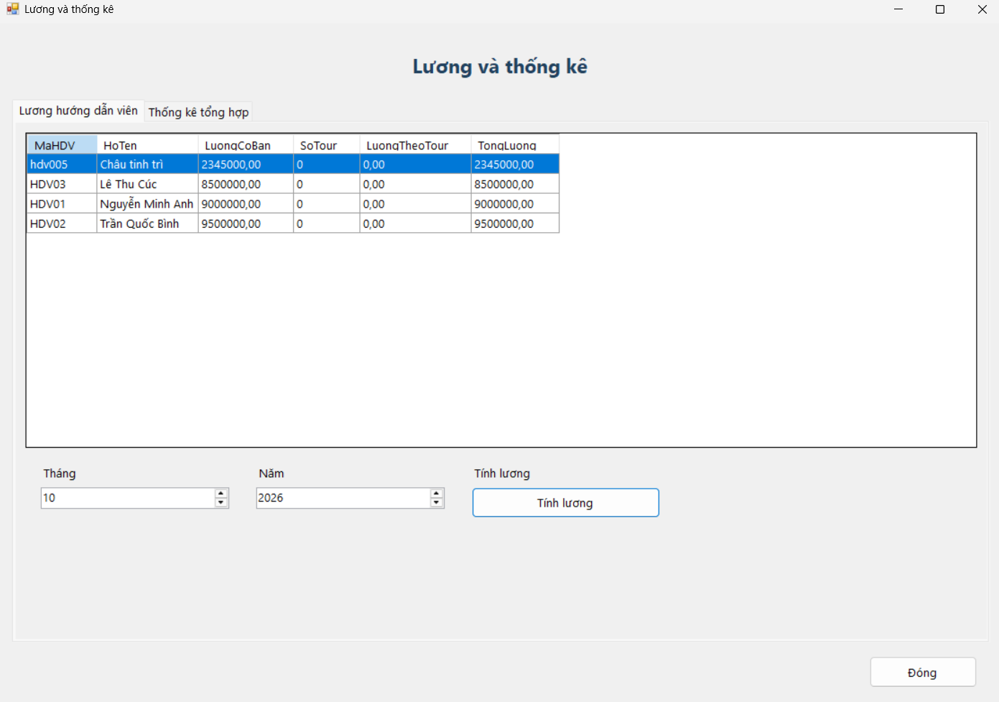 Lương và thống kê
Lương và thống kê
Lương hướng dẫn viên Thống kê tổng hợp
MaHDV HoTen LuongCoBan SoTour LuongTheoTour TongLuong
hdv005 Châu tinh trì 2345000,00 0 0,00 2345000,00
HDV03 Lê Thu Cúc 8500000,00 0 0,00 8500000,00
HDV01 Nguyễn Minh Anh 9000000,00 0 0,00 9000000,00
HDV02 Trần Quốc Bình 9500000,00 0 0,00 9500000,00
Tháng Năm Tính lương
10 2026 Tính lương
Đóng